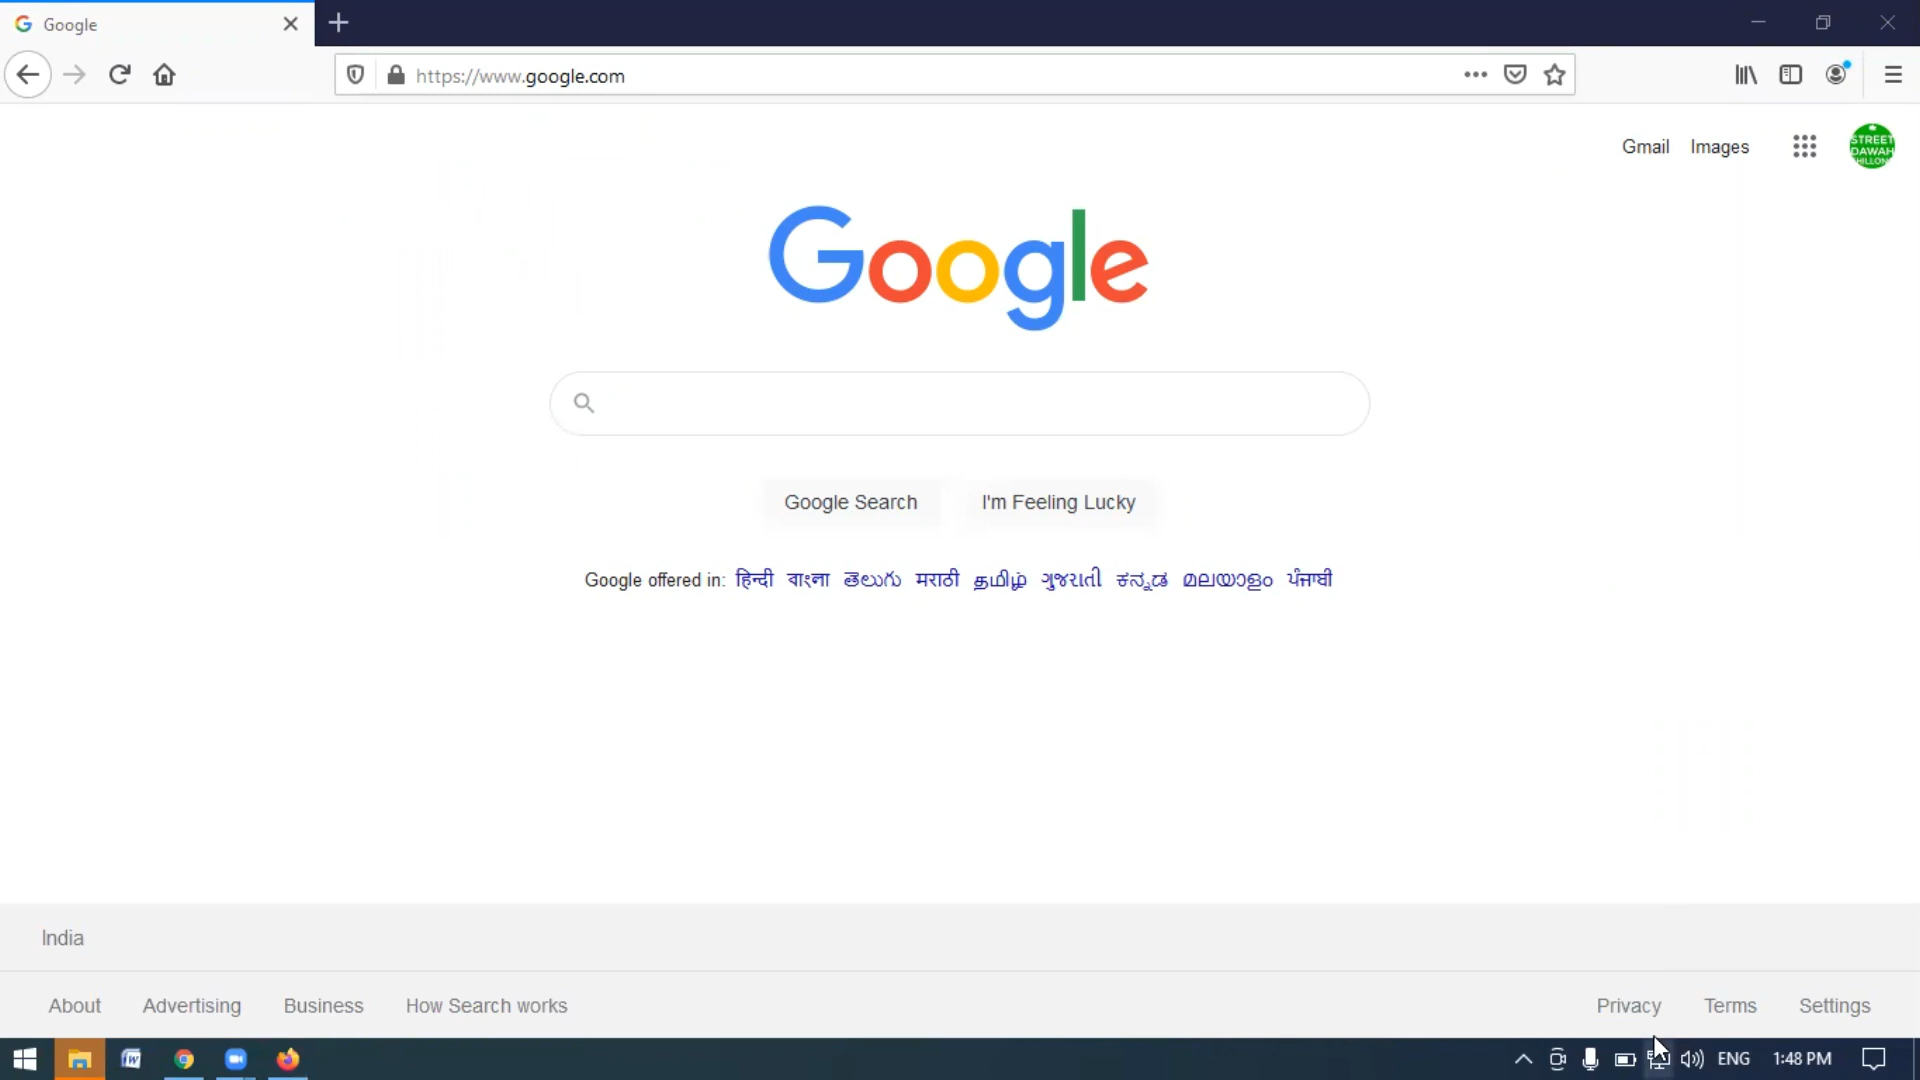 Google
https://www.google.com
Gmail Images
STREET
DAWAH
Google
Google Search I'm Feeling Lucky
Google offered in: हिन्दी বাংলা తెలుగు मराठी தமிழ் ગુજરાતી ಕನ್ನಡ മലയാളം ਪੰਜਾਬੀ
India
About Advertising Business How Search works Privacy Terms Settings
ENG 1:48 PM